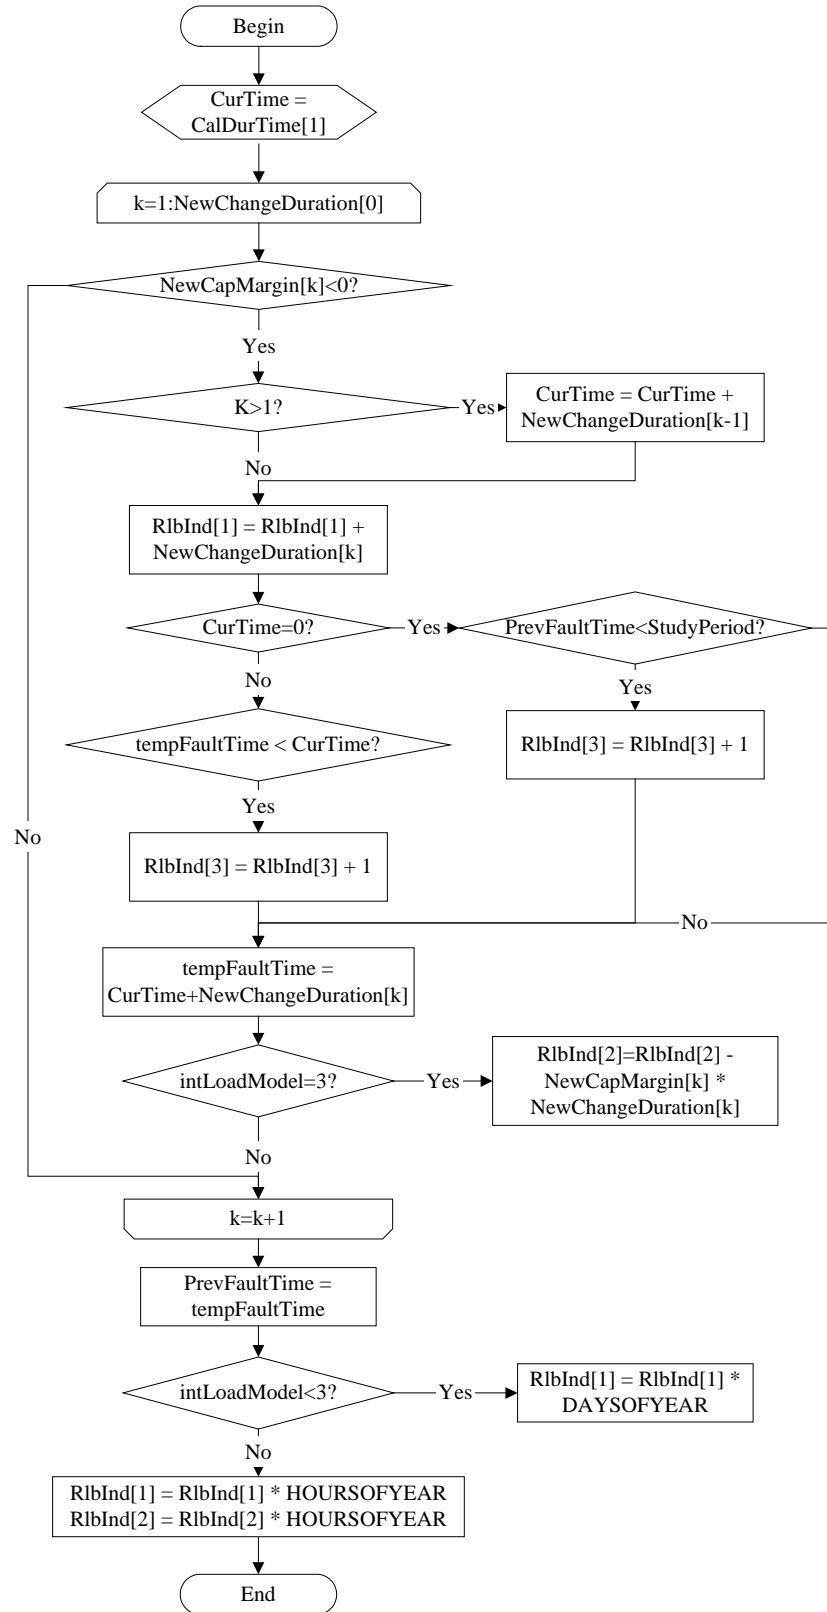 Begin
CurTime =
CalDurTime[1]
k=1:NewChangeDuration[0]
NewCapMargin[k]<0?
Yes
K>1?
Yes
CurTime = CurTime +
NewChangeDuration[k-1]
No
RlbInd[1] = RlbInd[1] +
NewChangeDuration[k]
CurTime=0?
Yes
PrevFaultTime<StudyPeriod?
No
Yes
tempFaultTime < CurTime?
RlbInd[3] = RlbInd[3] + 1
Yes
No
RlbInd[3] = RlbInd[3] + 1
No
tempFaultTime =
CurTime+NewChangeDuration[k]
intLoadModel=3?
Yes
RlbInd[2]=RlbInd[2] -
NewCapMargin[k] *
NewChangeDuration[k]
No
k=k+1
PrevFaultTime =
tempFaultTime
intLoadModel<3?
Yes
RlbInd[1] = RlbInd[1] *
DAYSOFYEAR
No
RlbInd[1] = RlbInd[1] * HOURSOFYEAR
RlbInd[2] = RlbInd[2] * HOURSOFYEAR
End